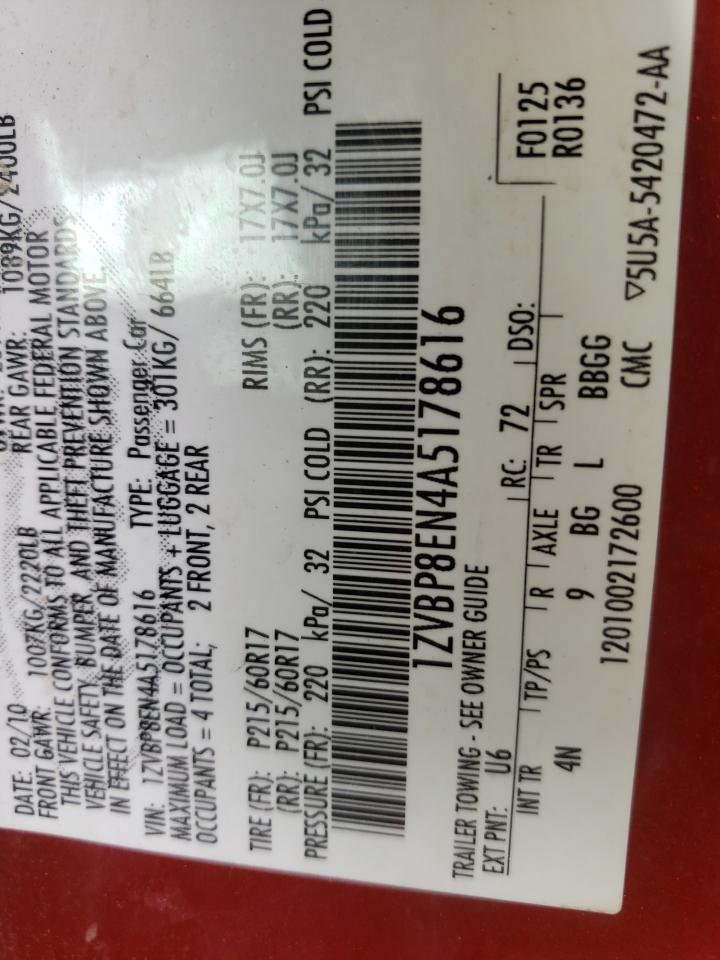 DATE: 02/10
FRONT GAWR: 1007KG/2220LB REAR GAWR: 1089KG/2400LB
THIS VEHICLE CONFORMS TO ALL APPLICABLE FEDERAL MOTOR
VEHICLE SAFETY, BUMPER, AND THEFT PREVENTION STANDARDS
IN EFFECT ON THE DATE OF MANUFACTURE SHOWN ABOVE.
VIN: 1ZVBP8EN4A5178616 TYPE: Passenger Car
MAXIMUM LOAD = OCCUPANTS + LUGGAGE = 301KG/ 664LB
OCCUPANTS = 4 TOTAL; 2 FRONT, 2 REAR
TIRE (FR): P215/60R17 RIMS (FR): 17X7.0J
(RR): P215/60R17 (RR): 17X7.0J
PRESSURE (FR): 220 kPa/ 32 PSI COLD (RR): 220 kPa/ 32 PSI COLD
1ZVBP8EN4A5178616
TRAILER TOWING - SEE OWNER GUIDE
EXT PNT: U6 RC: 72 DSO:
F0125
R0136
INT TR TP/PS R AXLE TR SPR
4N 9 BG L BBGG
1201002172600 CMC ▽5U5A-5420472-AA